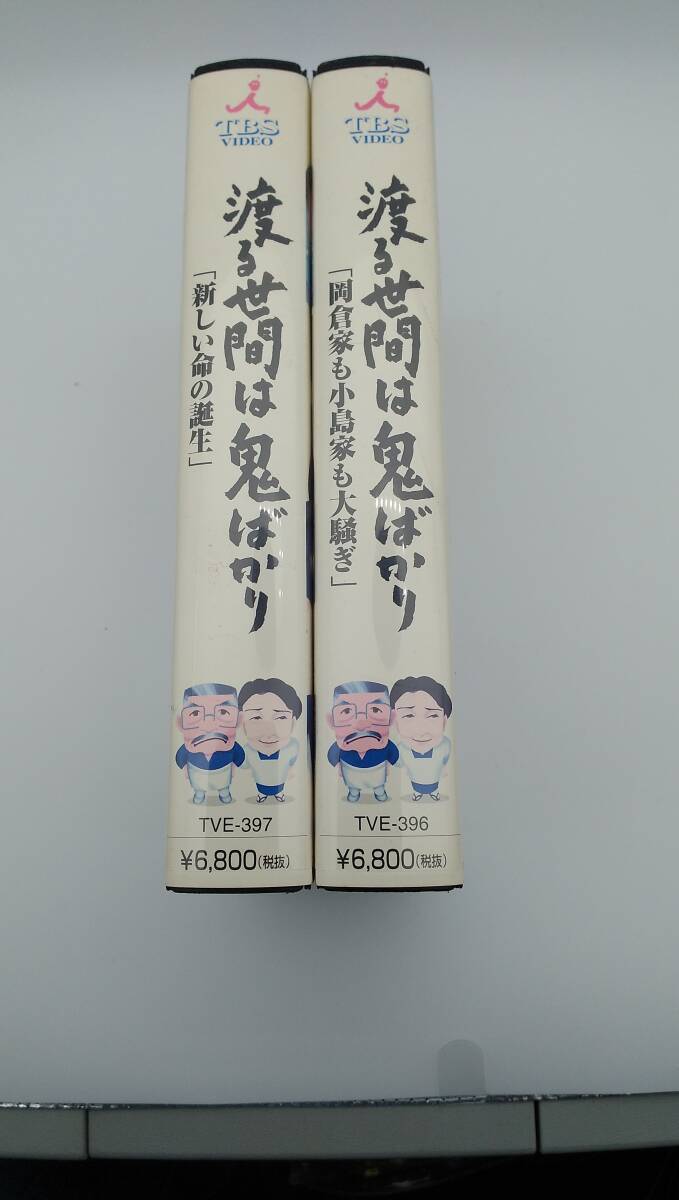 TBS
VIDEO
渡る世間は鬼ばかり
「新しい命の誕生」
TVE-397
¥6,800(税抜)
TBS
VIDEO
渡る世間は鬼ばかり
「岡倉家も小島家も大騒ぎ」
TVE-396
¥6,800(税抜)